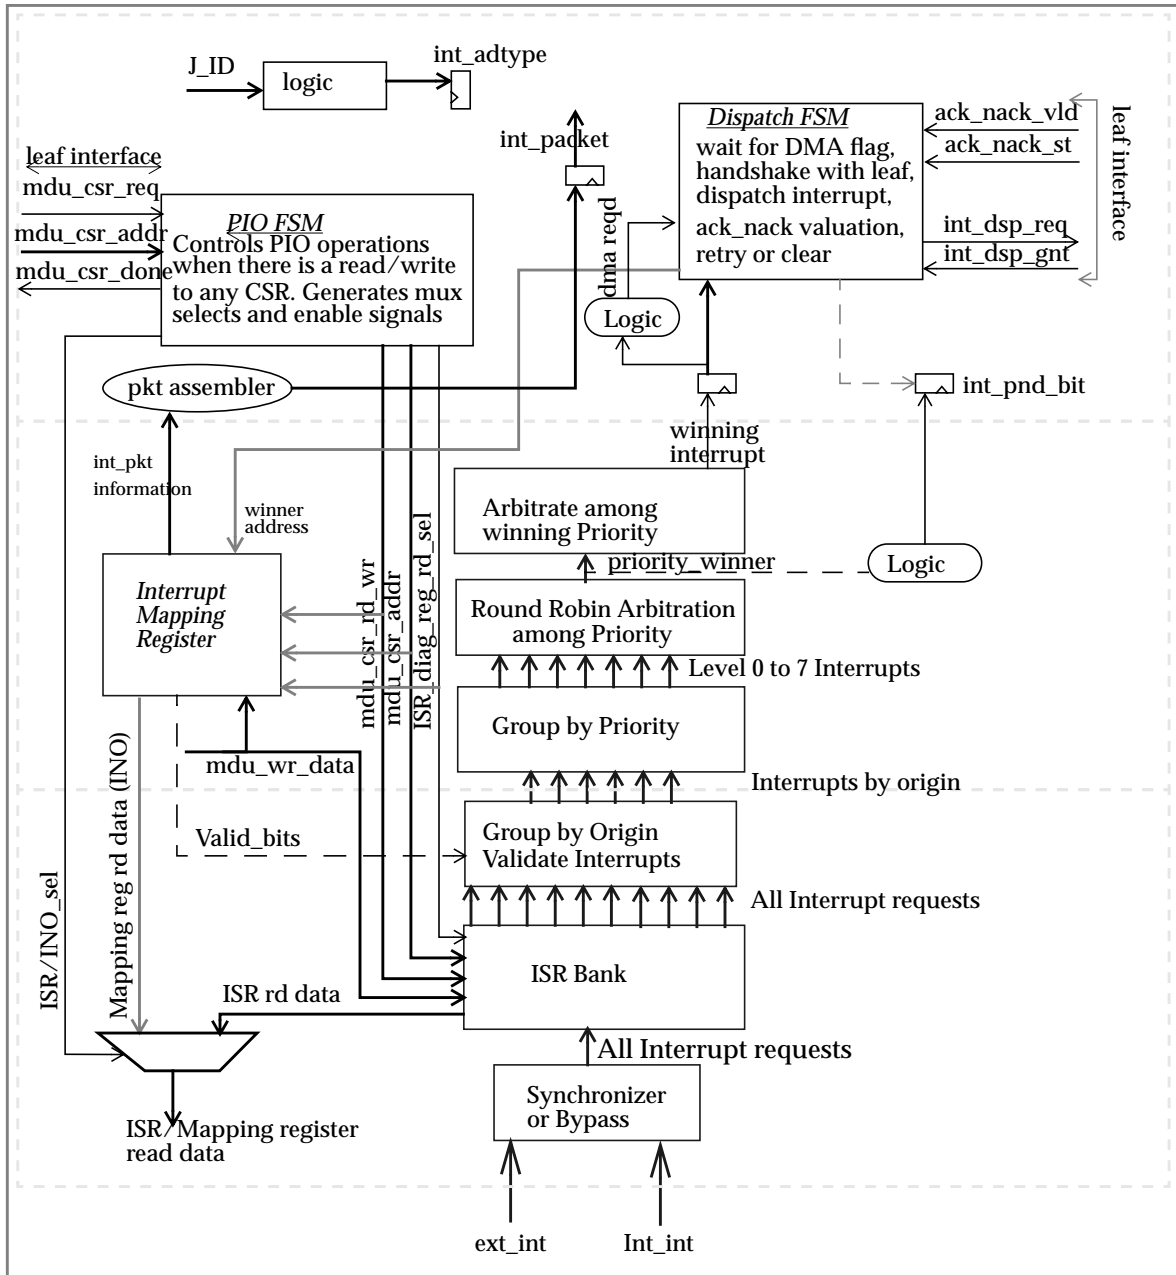 int_adtype
J_ID
logic
int_packet
Dispatch FSM
wait for DMA flag,
handshake with leaf,
dispatch interrupt,
ack_nack valuation,
retry or clear
ack_nack_vld
ack_nack_st
int_dsp_req
int_dsp_gnt
leaf interface
leaf interface
mdu_csr_req
mdu_csr_addr
mdu_csr_done
PIO FSM
Controls PIO operations
when there is a read/write
to any CSR. Generates mux
selects and enable signals
dma reqd
Logic
pkt assembler
int_pnd_bit
winning
interrupt
int_pkt
information
winner
address
Arbitrate among
winning Priority
priority_winner
Logic
Interrupt
Mapping
Register
mdu_csr_rd_wr
mdu_csr_addr
ISR_diag_reg_rd_sel
Round Robin Arbitration
among Priority
Level 0 to 7 Interrupts
Group by Priority
mdu_wr_data
Interrupts by origin
Valid_bits
Group by Origin
Validate Interrupts
All Interrupt requests
ISR/INO_sel
Mapping reg rd data (INO)
ISR Bank
ISR rd data
All Interrupt requests
Synchronizer
or Bypass
ISR/Mapping register
read data
ext_int
Int_int